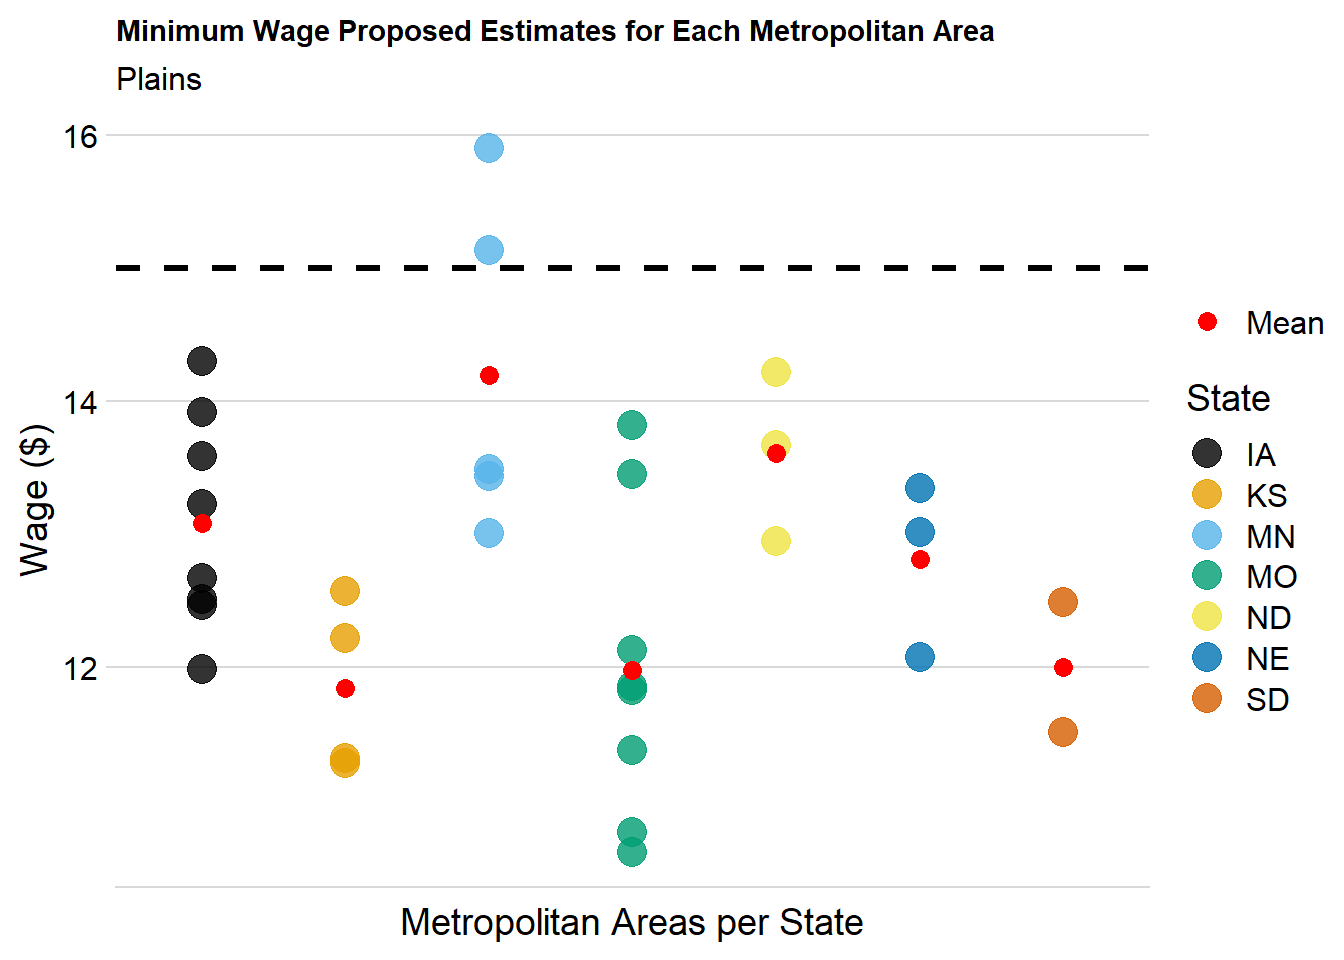 Minimum Wage Proposed Estimates for Each Metropolitan Area
Plains
16
14
12
Wage ($)
Metropolitan Areas per State
Mean
State
IA
KS
MN
MO
ND
NE
SD